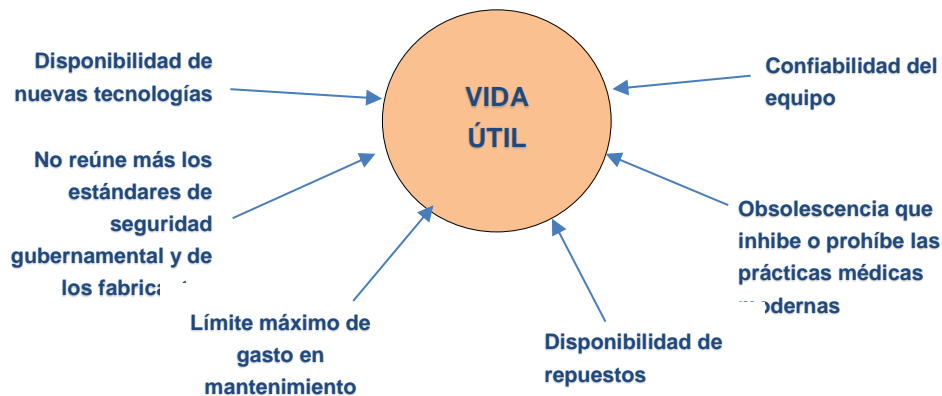 Disponibilidad de
nuevas tecnologías
No reúne más los
estándares de
seguridad
gubernamental y de
los
Límite máximo de
gasto en
mantenimiento
VIDA
ÚTIL
Disponibilidad de
repuestos
Confiabilidad del
equipo
Obsolescencia que
inhibe o prohíbe las
prácticas médicas